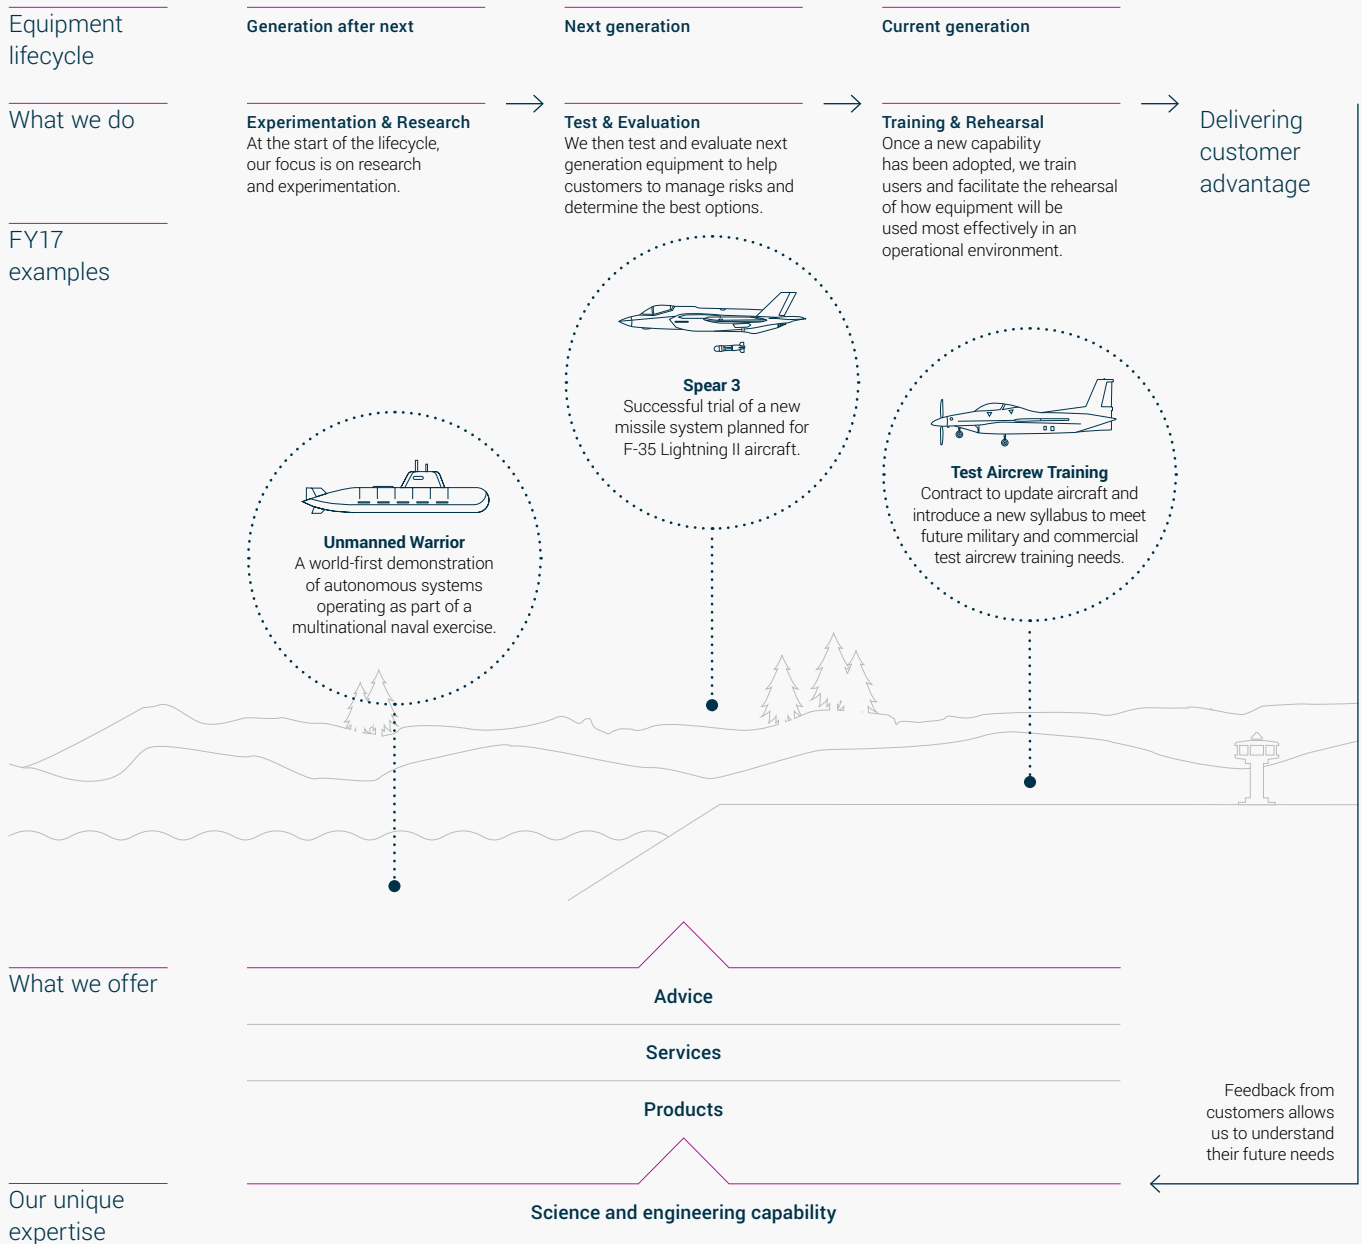 Equipment
lifecycle
Generation after next
Next generation
Current generation
What we do
Experimentation & Research
At the start of the lifecycle,
our focus is on research
and experimentation.
Test & Evaluation
We then test and evaluate next
generation equipment to help
customers to manage risks and
determine the best options.
Training & Rehearsal
Once a new capability
has been adopted, we train
users and facilitate the rehearsal
of how equipment will be
used most effectively in an
operational environment.
Delivering
customer
advantage
FY17
examples
Unmanned Warrior
A world-first demonstration
of autonomous systems
operating as part of a
multinational naval exercise.
Spear 3
Successful trial of a new
missile system planned for
F-35 Lightning II aircraft.
Test Aircrew Training
Contract to update aircraft and
introduce a new syllabus to meet
future military and commercial
test aircrew training needs.
What we offer
Advice
Services
Products
Feedback from
customers allows
us to understand
their future needs
Our unique
expertise
Science and engineering capability